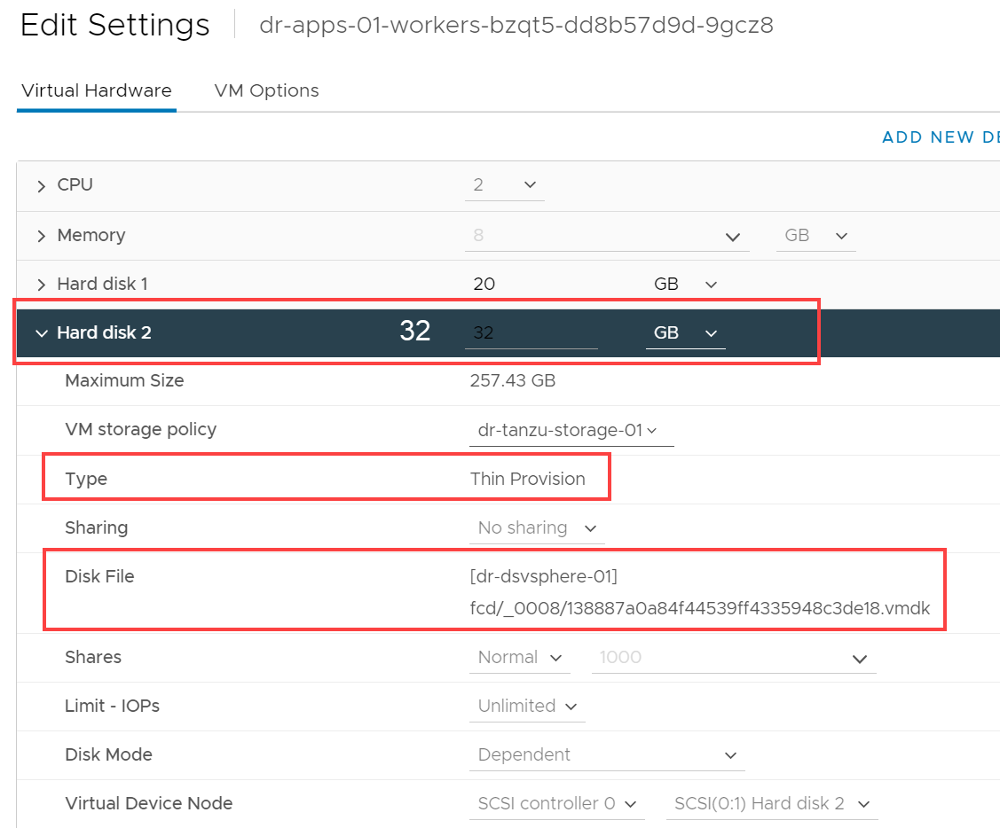 Edit Settings dr-apps-01-workers-bzqt5-dd8b57d9d-9gcz8
Virtual Hardware VM Options
ADD NEW DE
CPU 2
Memory 8 GB
Hard disk 1 20 GB
Hard disk 2 32 32 GB
Maximum Size 257.43 GB
VM storage policy dr-tanzu-storage-01
Type Thin Provision
Sharing No sharing
Disk File [dr-dsvsphere-01]
fcd/_0008/138887a0a84f44539ff4335948c3de18.vmdk
Shares Normal 1000
Limit - IOPs Unlimited
Disk Mode Dependent
Virtual Device Node SCSI controller 0 SCSI(0:1) Hard disk 2